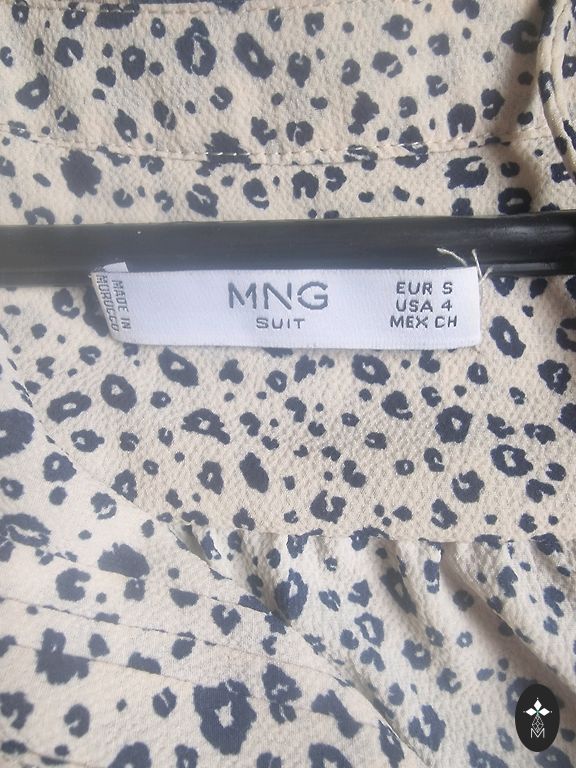 MNG
SUIT
EUR S
USA 4
MEX CH
MADE IN
MOROCCO
M